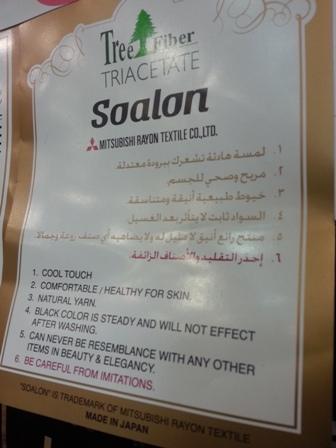 Tree Fiber
TRIACETATE
Soalon
MITSUBISHI RAYON TEXTILE CO.,LTD.
١. لمسة هادئة تشعرك ببرودة معتدلة.
٢. مريح وصحي للجسم.
٣. خيوط طبيعية أنيقة ومتناسقة.
٤. السواد ثابت لا يتأثر بعد الغسيل.
٥. منتج رائع أنيق لا مثيل له ولا يضاهيه أي صنف روعة وجمالا.
٦. إحذر التقليد والأصناف الزائفة.
1. COOL TOUCH
2. COMFORTABLE / HEALTHY FOR SKIN.
3. NATURAL YARN.
4. BLACK COLOR IS STEADY AND WILL NOT EFFECT
AFTER WASHING.
5. CAN NEVER BE RESEMBLANCE WITH ANY OTHER
ITEMS IN BEAUTY & ELEGANCY.
6. BE CAREFUL FROM IMITATIONS.
"SOALON" IS TRADEMARK OF MITSUBISHI RAYON TEXTILE
MADE IN JAPAN